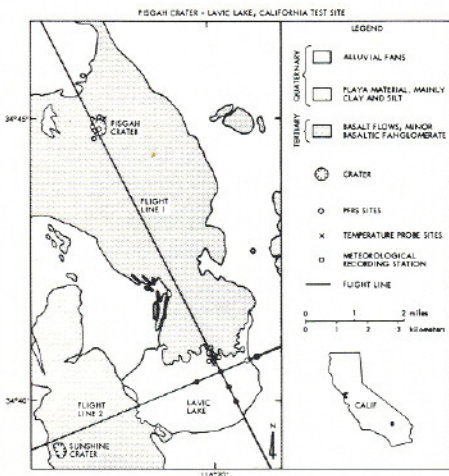 PISGAH CRATER - LAVIC LAKE, CALIFORNIA TEST SITE
34°45'
34°40'
PISGAH
CRATER
FLIGHT
LINE 1
FLIGHT
LINE 2
LAVIC
LAKE
SUNSHINE
CRATER
N
LEGEND
QUATERNARY
ALLUVIAL FANS
PLAYA MATERIAL, MAINLY
CLAY AND SILT
TERTIARY
BASALT FLOWS, MINOR
BASALTIC FANGLOMERATE
CRATER
SITES
TEMPERATURE PROBE SITES
METEOROLOGICAL
RECORDING STATION
FLIGHT LINE
0 1 2 miles
0 1 2 3
kilometers
CALIF